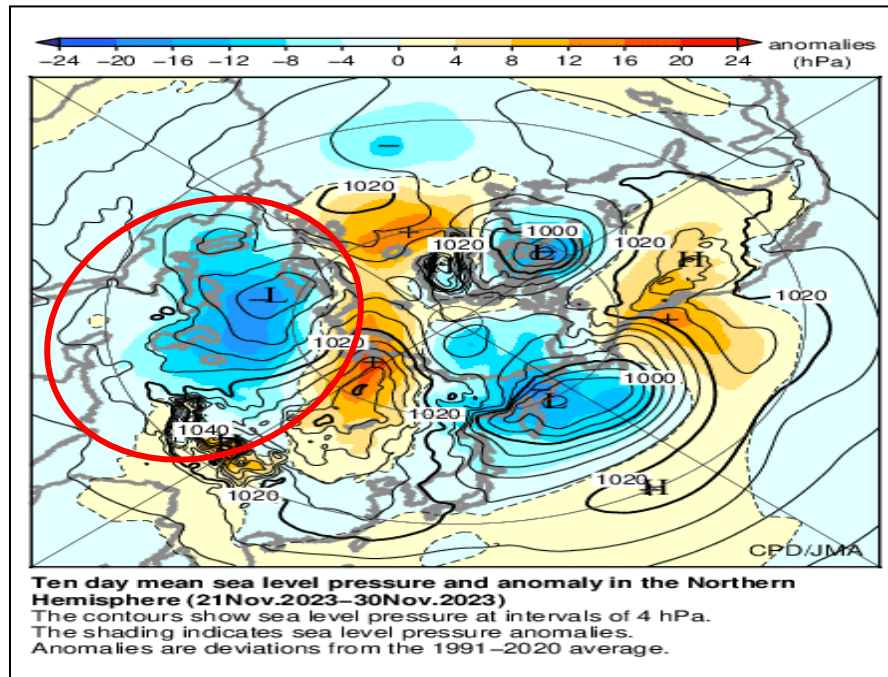 −24 −20 −16 −12 −8 −4 0 4 8 12 16 20 24 anomalies
(hPa)
1020
1020
1000
1020
L
L
H
1020
L
1020
1000
1020
1040
L
1020
1020
H
CPD/JMA
Ten day mean sea level pressure and anomaly in the Northern
Hemisphere (21Nov.2023−30Nov.2023)
The contours show sea level pressure at intervals of 4 hPa.
The shading indicates sea level pressure anomalies.
Anomalies are deviations from the 1991−2020 average.